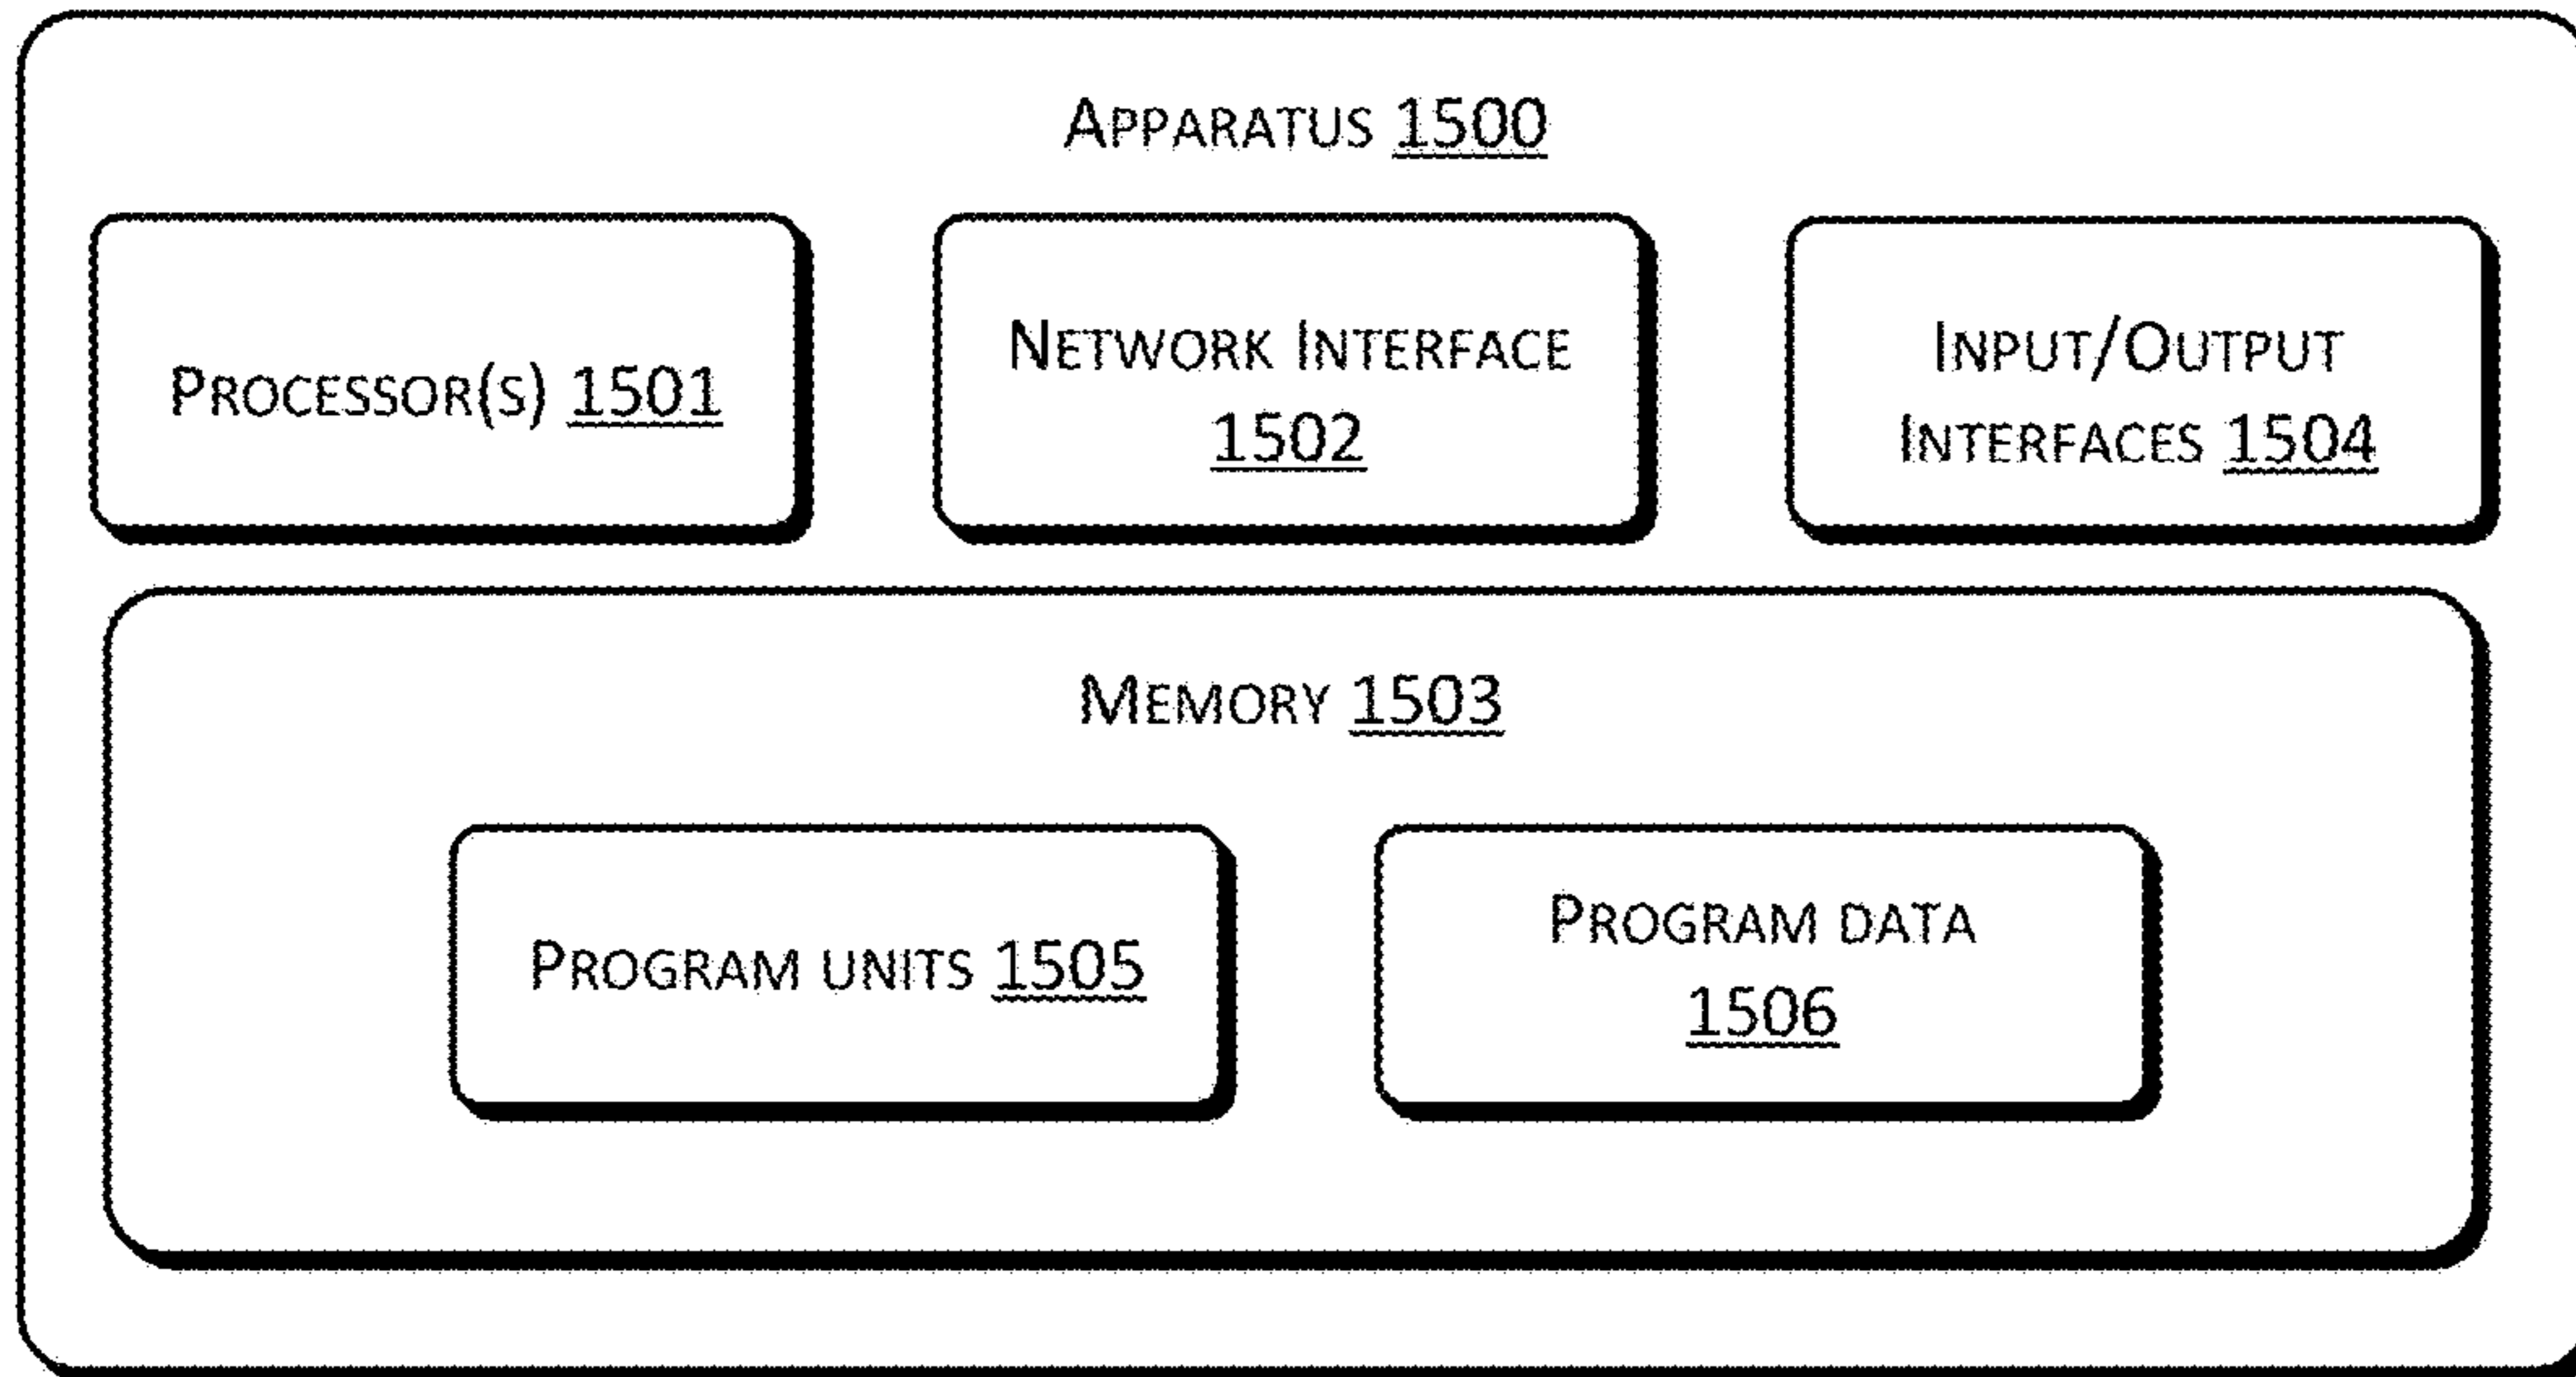 APPARATUS 1500
PROCESSOR(S) 1501
NETWORK INTERFACE
1502
INPUT/OUTPUT
INTERFACES 1504
MEMORY 1503
PROGRAM UNITS 1505
PROGRAM DATA
1506